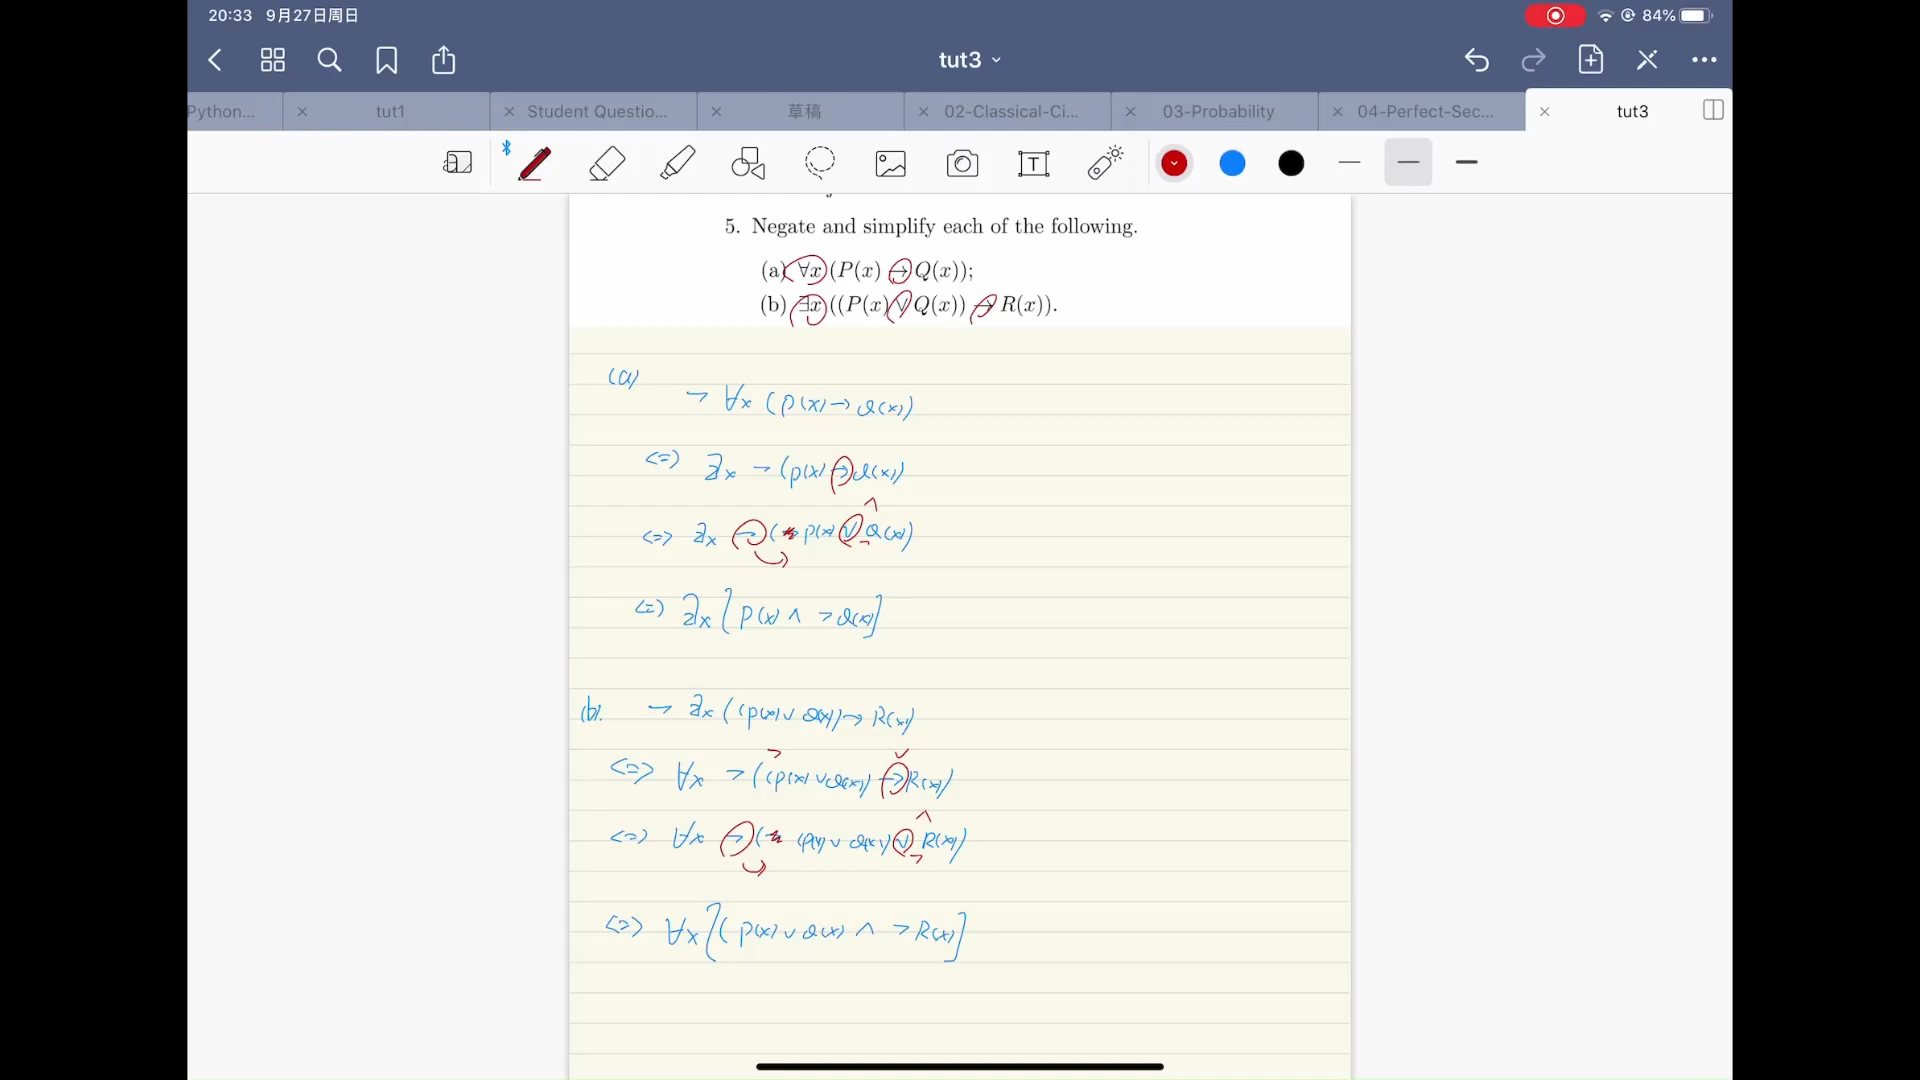 20:33 9月27日周日 84%
tut3
Python... tut1 Student Questio... 草稿 02-Classical-Ci... 03-Probability 04-Perfect-Sec... tut3
5. Negate and simplify each of the following.
(a) ∀x (P(x) → Q(x));
(b) ∃x ((P(x) ∨ Q(x)) → R(x)).
(a)
¬ ∀x (P(x) → Q(x))
<=> ∃x ¬ (P(x) → Q(x))
∧
<=> ∃x ¬ (¬ P(x) ∨ Q(x))
<=> ∃x [P(x) ∧ ¬Q(x)]
(b). ¬ ∃x ((P(x) ∨ Q(x)) → R(x))
¬ ∨
<=> ∀x ¬ ((P(x) ∨ Q(x)) → R(x))
∧
<=> ∀x ¬ (¬ (P(x) ∨ Q(x)) ∨ R(x))
¬
<=> ∀x [(P(x) ∨ Q(x) ∧ ¬ R(x)]